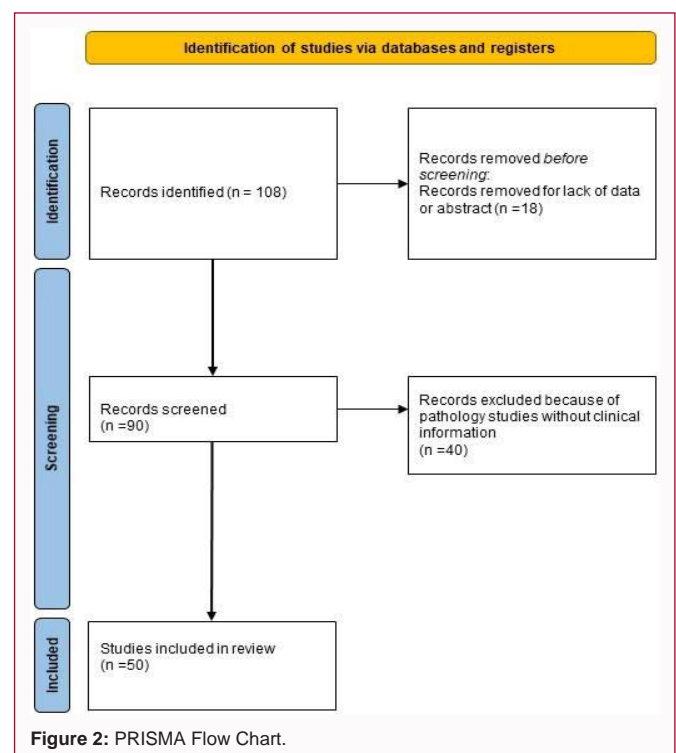 Identification of studies via databases and registers
Identification
Records identified (n = 108)
Records removed before
screening:
Records removed for lack of data
or abstract (n =18)
Screening
Records screened
(n =90)
Records excluded because of
pathology studies without clinical
information
(n =40)
Included
Studies included in review
(n =50)
Figure 2: PRISMA Flow Chart.